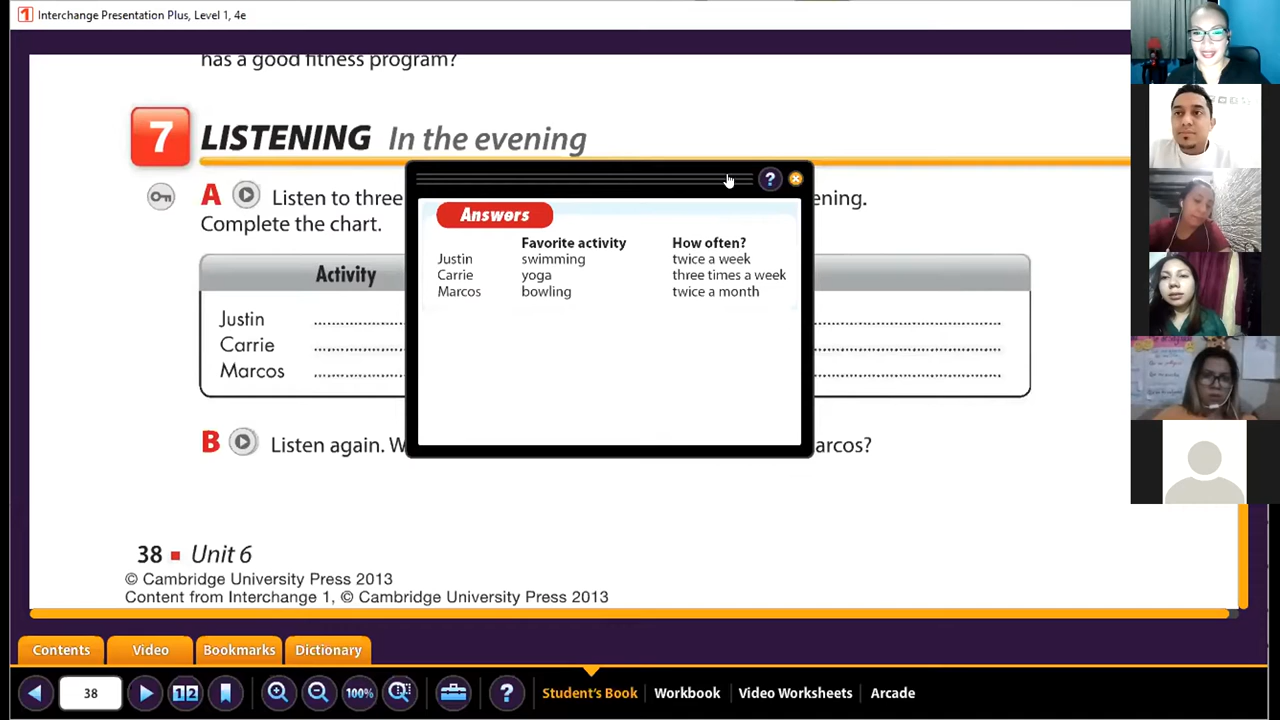 Interchange Presentation Plus, Level 1, 4e
has a good fitness program?
7 LISTENING In the evening
A Listen to three
ening.
Complete the chart.
Activity
Justin
Carrie
Marcos
Answers
Favorite activity How often?
Justin swimming twice a week
Carrie yoga three times a week
Marcos bowling twice a month
B Listen again. W
arcos?
38 ▪ Unit 6
© Cambridge University Press 2013
Content from Interchange 1, © Cambridge University Press 2013
Contents Video Bookmarks Dictionary
38 1 2 100% ? Student's Book Workbook Video Worksheets Arcade